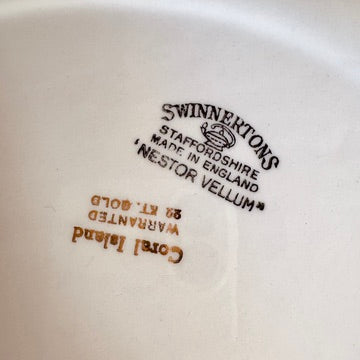 SWINNERTONS
STAFFORDSHIRE
MADE IN ENGLAND
'NESTOR VELLUM"
Coral Island
WARRANTED
22 KT. GOLD